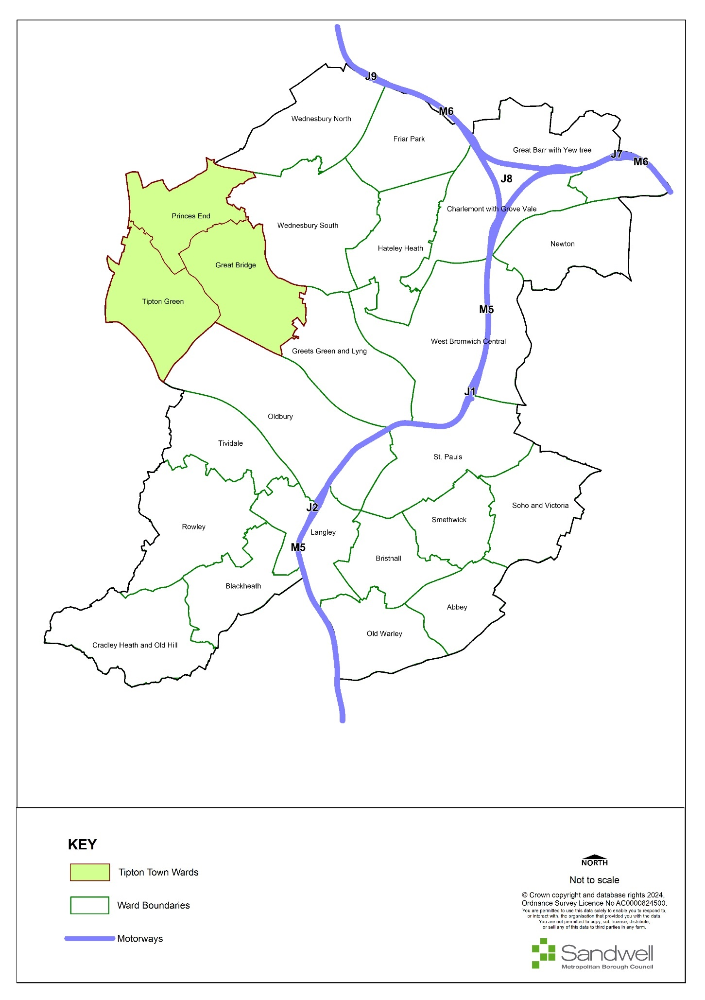 J9
M6
Wednesbury North
Friar Park
Great Barr with Yew tree
J7
M6
J8
Charlemont with Grove Vale
Princes End
Wednesbury South
Newton
Hateley Heath
Great Bridge
Tipton Green
M5
West Bromwich Central
Greets Green and Lyng
J1
Oldbury
Tividale
St. Pauls
J2
Soho and Victoria
Smethwick
Rowley
Langley
M5
Bristnall
Blackheath
Abbey
Old Warley
Cradley Heath and Old Hill
KEY
Tipton Town Wards
Ward Boundaries
Motorways
NORTH
Not to scale
© Crown copyright and database rights 2024,
Ordnance Survey Licence No AC0000824500.
You are permitted to use this data solely to enable you to respond to,
or interact with, the organisation that provided you with the data.
You are not permitted to copy, sub-license, distribute,
or sell any of this data to third parties in any form.
Sandwell
Metropolitan Borough Council